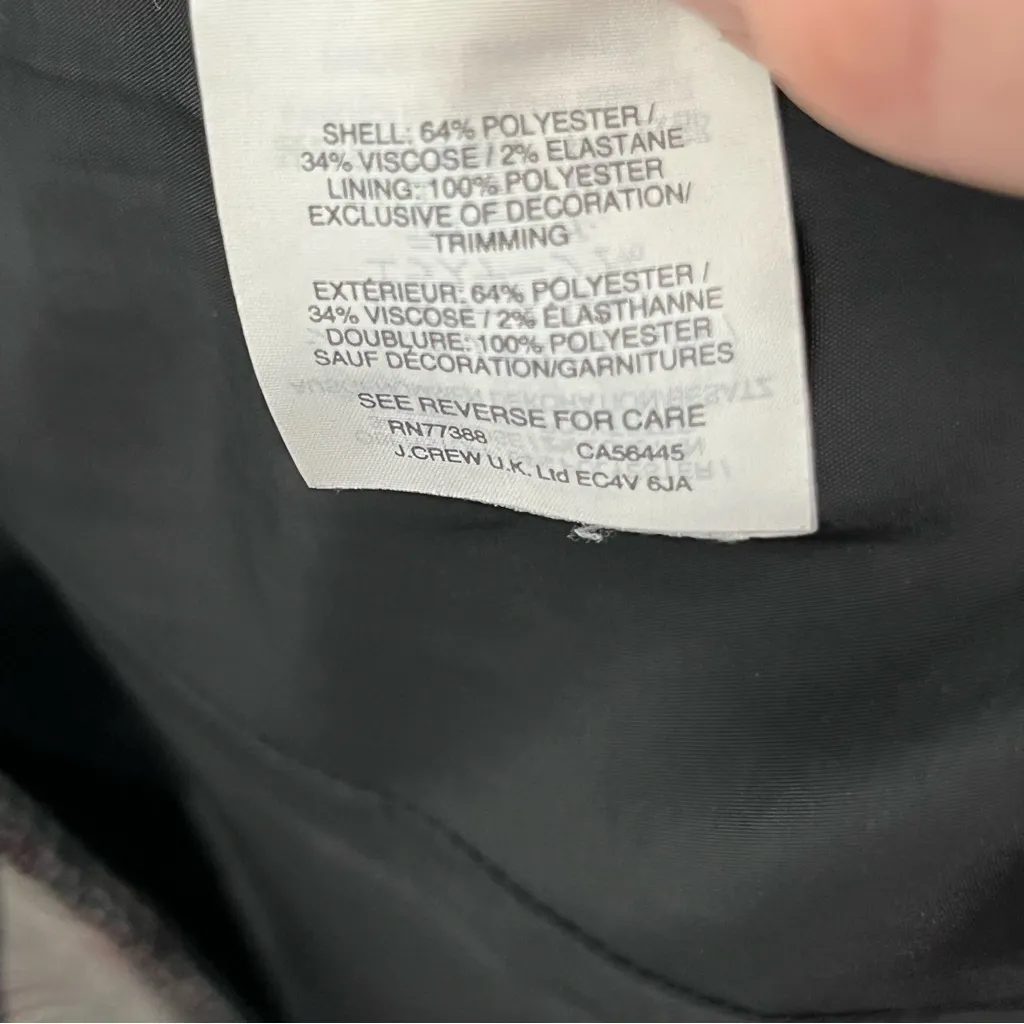 SHELL: 64% POLYESTER /
34% VISCOSE / 2% ELASTANE
LINING: 100% POLYESTER
EXCLUSIVE OF DECORATION/
TRIMMING
EXTÉRIEUR: 64% POLYESTER /
34% VISCOSE / 2% ÉLASTHANNE
DOUBLURE: 100% POLYESTER
SAUF DÉCORATION/GARNITURES
SEE REVERSE FOR CARE
RN77388 CA56445
J.CREW U.K. Ltd EC4V 6JA